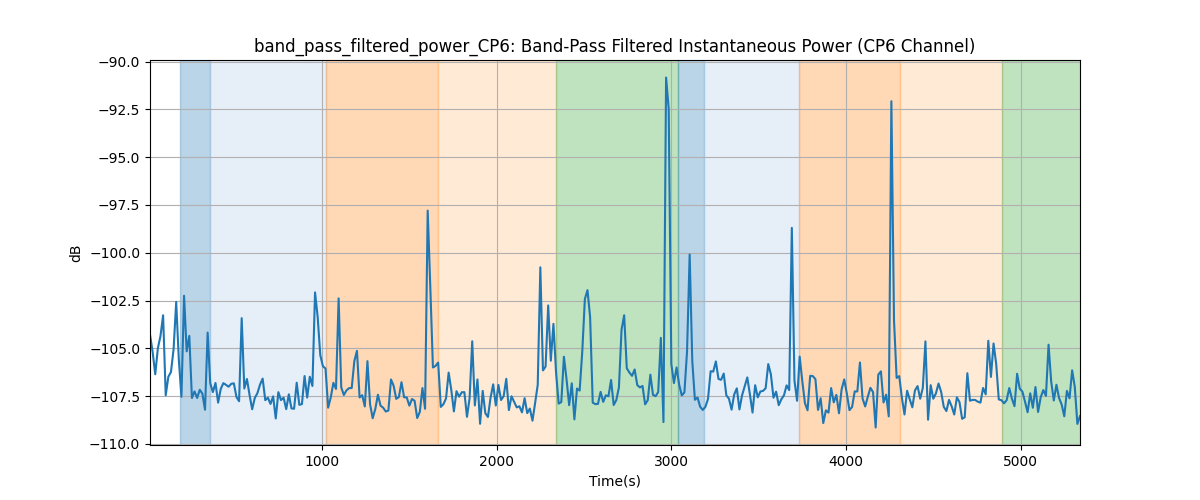 band_pass_filtered_power_CP6: Band-Pass Filtered Instantaneous Power (CP6 Channel)
−90.0
−92.5
−95.0
−97.5
−100.0
−102.5
−105.0
−107.5
−110.0
dB
1000 2000 3000 4000 5000
Time(s)